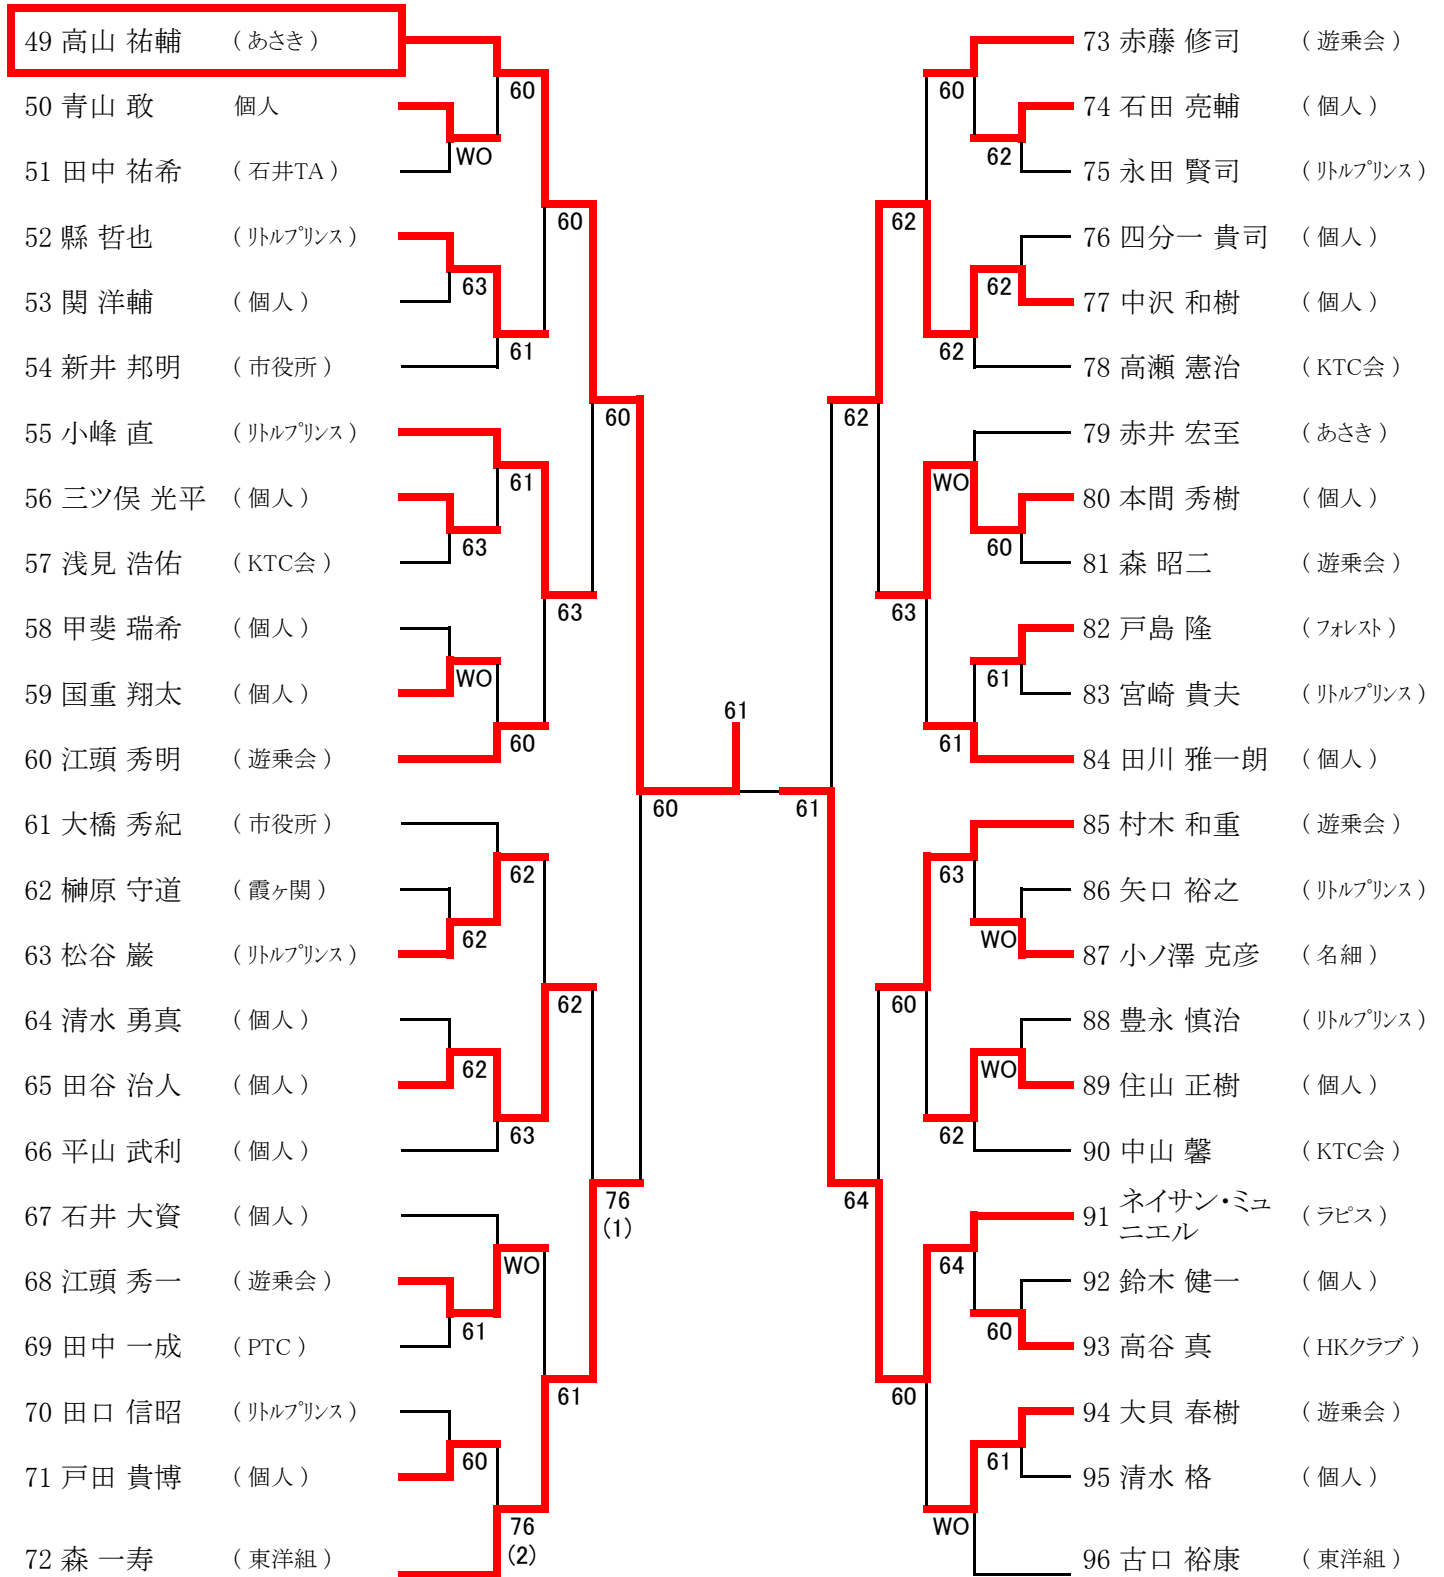 49 高山 祐輔 (あさき)
50 青山 敢 個人
51 田中 祐希 (石井TA)
52 縣 哲也 (リトルプリンス)
53 関 洋輔 (個人)
54 新井 邦明 (市役所)
55 小峰 直 (リトルプリンス)
56 三ツ俣 光平 (個人)
57 浅見 浩佑 (KTC会)
58 甲斐 瑞希 (個人)
59 国重 翔太 (個人)
60 江頭 秀明 (遊乗会)
61 大橋 秀紀 (市役所)
62 榊原 守道 (霞ヶ関)
63 松谷 巌 (リトルプリンス)
64 清水 勇真 (個人)
65 田谷 治人 (個人)
66 平山 武利 (個人)
67 石井 大資 (個人)
68 江頭 秀一 (遊乗会)
69 田中 一成 (PTC)
70 田口 信昭 (リトルプリンス)
71 戸田 貴博 (個人)
72 森 一寿 (東洋組)
60
WO
63
61
61
63
WO
60
62
62
62
63
WO
61
60
76
(2)
60
63
62
61
60
76
(1)
60
61
61
62
64
62
63
60
60
60
62
WO
61
63
62
64
WO
62
62
60
61
WO
WO
60
61
73 赤藤 修司 (遊乗会)
74 石田 亮輔 (個人)
75 永田 賢司 (リトルプリンス)
76 四分一 貴司 (個人)
77 中沢 和樹 (個人)
78 高瀬 憲治 (KTC会)
79 赤井 宏至 (あさき)
80 本間 秀樹 (個人)
81 森 昭二 (遊乗会)
82 戸島 隆 (フォレスト)
83 宮崎 貴夫 (リトルプリンス)
84 田川 雅一朗 (個人)
85 村木 和重 (遊乗会)
86 矢口 裕之 (リトルプリンス)
87 小ノ澤 克彦 (名細)
88 豊永 慎治 (リトルプリンス)
89 住山 正樹 (個人)
90 中山 馨 (KTC会)
91 ネイサン・ミュ
ニエル (ラピス)
92 鈴木 健一 (個人)
93 高谷 真 (HKクラブ)
94 大貝 春樹 (遊乗会)
95 清水 格 (個人)
96 古口 裕康 (東洋組)